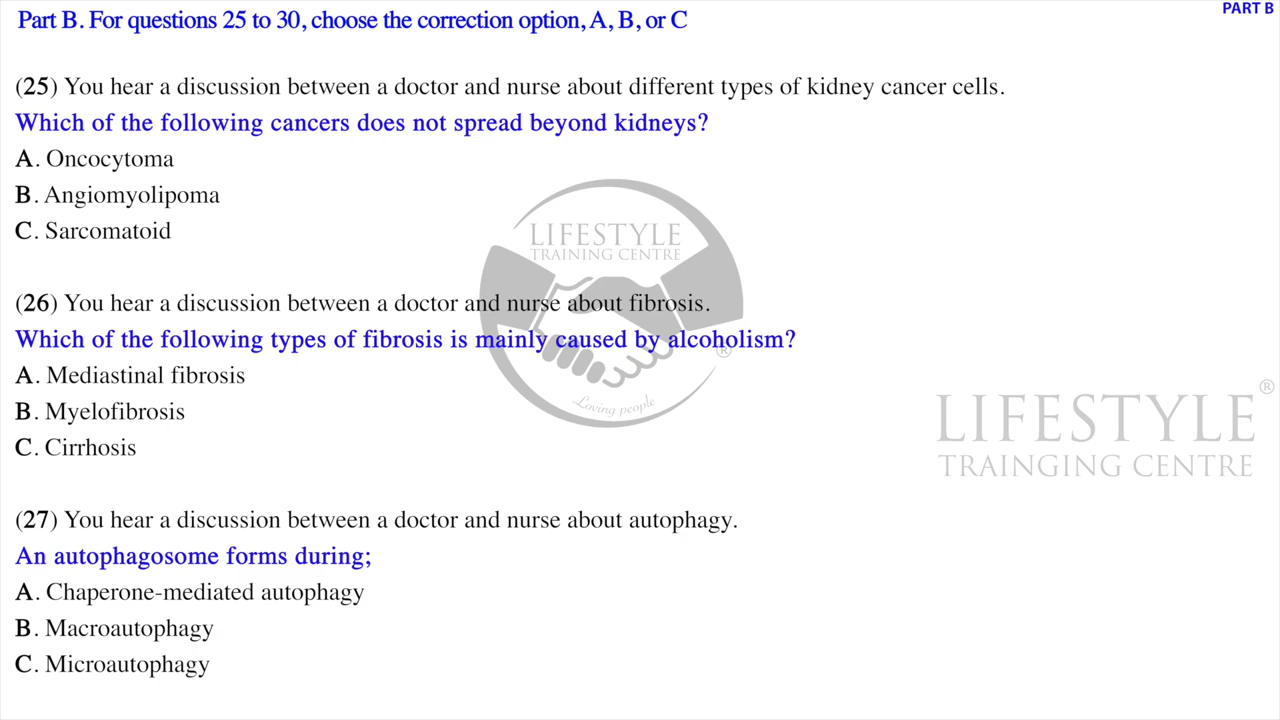 PART B
Part B. For questions 25 to 30, choose the correction option, A, B, or C
(25) You hear a discussion between a doctor and nurse about different types of kidney cancer cells.
Which of the following cancers does not spread beyond kidneys?
A. Oncocytoma
B. Angiomyolipoma
C. Sarcomatoid
LIFESTYLE
TRAINING CENTRE
(26) You hear a discussion between a doctor and nurse about fibrosis.
Which of the following types of fibrosis is mainly caused by alcoholism?
®
A. Mediastinal fibrosis
B. Myelofibrosis
C. Cirrhosis
Loving people
LIFESTYLE®
TRAINGING CENTRE
(27) You hear a discussion between a doctor and nurse about autophagy.
An autophagosome forms during;
A. Chaperone-mediated autophagy
B. Macroautophagy
C. Microautophagy